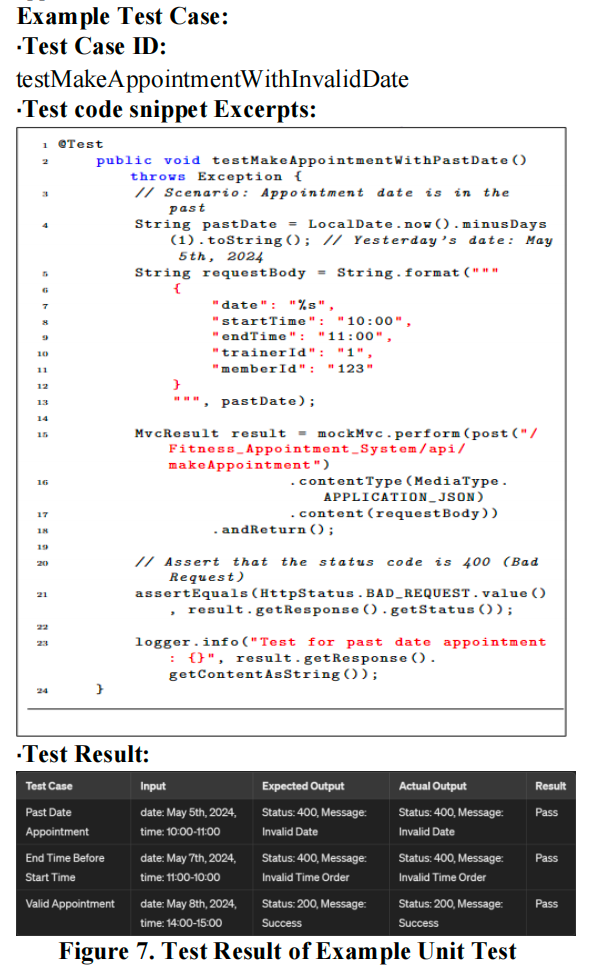 Example Test Case:
·Test Case ID:
testMakeAppointmentWithInvalidDate
·Test code snippet Excerpts:
1 @Test
2 public void testMakeAppointmentWithPastDate()
throws Exception {
3 // Scenario: Appointment date is in the
past
4 String pastDate = LocalDate.now().minusDays
(1).toString(); // Yesterday's date: May
5th, 2024
5 String requestBody = String.format("""
6 {
7 "date": "%s",
8 "startTime": "10:00",
9 "endTime": "11:00",
10 "trainerId": "1",
11 "memberId": "123"
12 }
13 """, pastDate);
14
15 MvcResult result = mockMvc.perform(post("/
Fitness_Appointment_System/api/
makeAppointment")
16 .contentType(MediaType.
APPLICATION_JSON)
17 .content(requestBody))
18 .andReturn();
19
20 // Assert that the status code is 400 (Bad
Request)
21 assertEquals(HttpStatus.BAD_REQUEST.value()
, result.getResponse().getStatus());
22
23 logger.info("Test for past date appointment
: {}", result.getResponse().
getContentAsString());
24 }
·Test Result:
Test Case Input Expected Output Actual Output Result
Past Date date: May 5th, 2024, Status: 400, Message: Status: 400, Message: Pass
Appointment time: 10:00-11:00 Invalid Date Invalid Date
End Time Before date: May 7th, 2024, Status: 400, Message: Status: 400, Message: Pass
Start Time time: 11:00-10:00 Invalid Time Order Invalid Time Order
Valid Appointment date: May 8th, 2024, Status: 200, Message: Status: 200, Message: Pass
time: 14:00-15:00 Success Success
Figure 7. Test Result of Example Unit Test